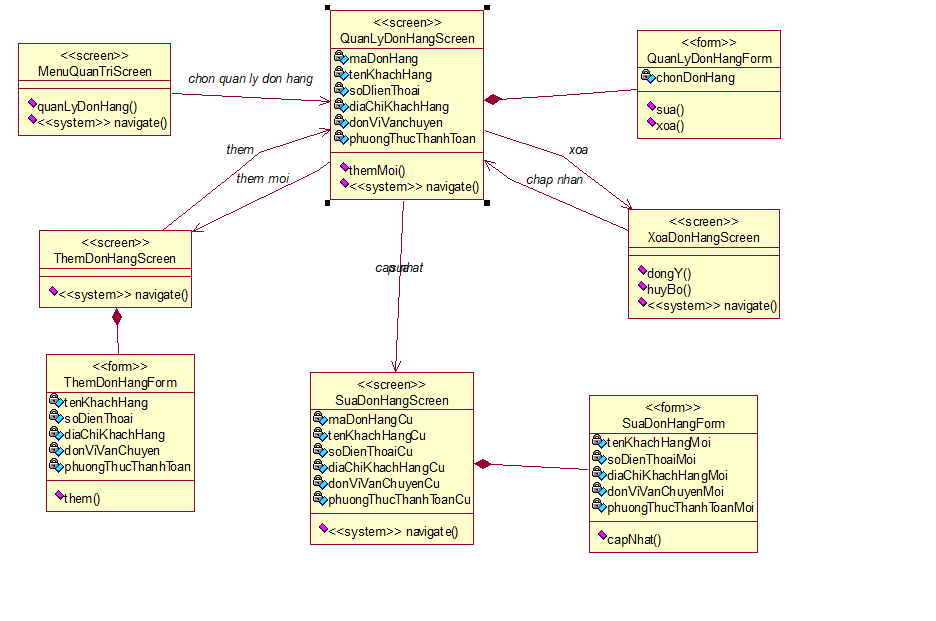 <<screen>>
MenuQuanTriScreen
quanLyDonHang()
<<system>> navigate()
chon quan ly don hang
<<screen>>
QuanLyDonHangScreen
maDonHang
tenKhachHang
soDIenThoai
diaChiKhachHang
donViVanchuyen
phuongThucThanhToan
themMoi()
<<system>> navigate()
<<form>>
QuanLyDonHangForm
chonDonHang
sua()
xoa()
them
them moi
xoa
chap nhan
<<screen>>
ThemDonHangScreen
<<system>> navigate()
<<screen>>
XoaDonHangScreen
dongY()
huyBo()
<<system>> navigate()
<<form>>
ThemDonHangForm
tenKhachHang
soDienThoai
diaChiKhachHang
donViVanChuyen
phuongThucThanhToan
them()
<<screen>>
SuaDonHangScreen
maDonHangCu
tenKhachHangCu
soDienThoaiCu
diaChiKhachHangCu
donViVanChuyenCu
phuongThucThanhToanCu
<<system>> navigate()
<<form>>
SuaDonHangForm
tenKhachHangMoi
soDienThoaiMoi
diaChiKhachHangMoi
donViVanChuyenMoi
phuongThucThanhToanMoi
capNhat()